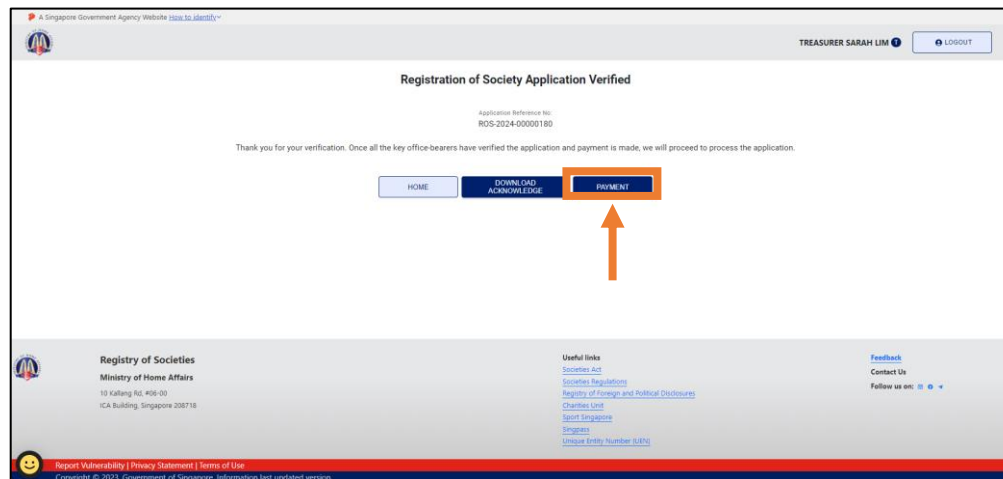 A Singapore Government Agency Website How to identify
TREASURER SARAH LIM T
LOGOUT
Registration of Society Application Verified
Application Reference No:
ROS-2024-00000180
Thank you for your verification. Once all the key office-bearers have verified the application and payment is made, we will proceed to process the application.
HOME
DOWNLOAD
ACKNOWLEDGE
PAYMENT
Registry of Societies
Ministry of Home Affairs
10 Kallang Rd, #06-00
ICA Building, Singapore 208718
Useful links
Societies Act
Societies Regulations
Registry of Foreign and Political Disclosures
Charities Unit
Sport Singapore
Singpass
Unique Entity Number (UEN)
Feedback
Contact Us
Follow us on:
Report Vulnerability | Privacy Statement | Terms of Use
Copyright © 2023, Government of Singapore. Information last updated version